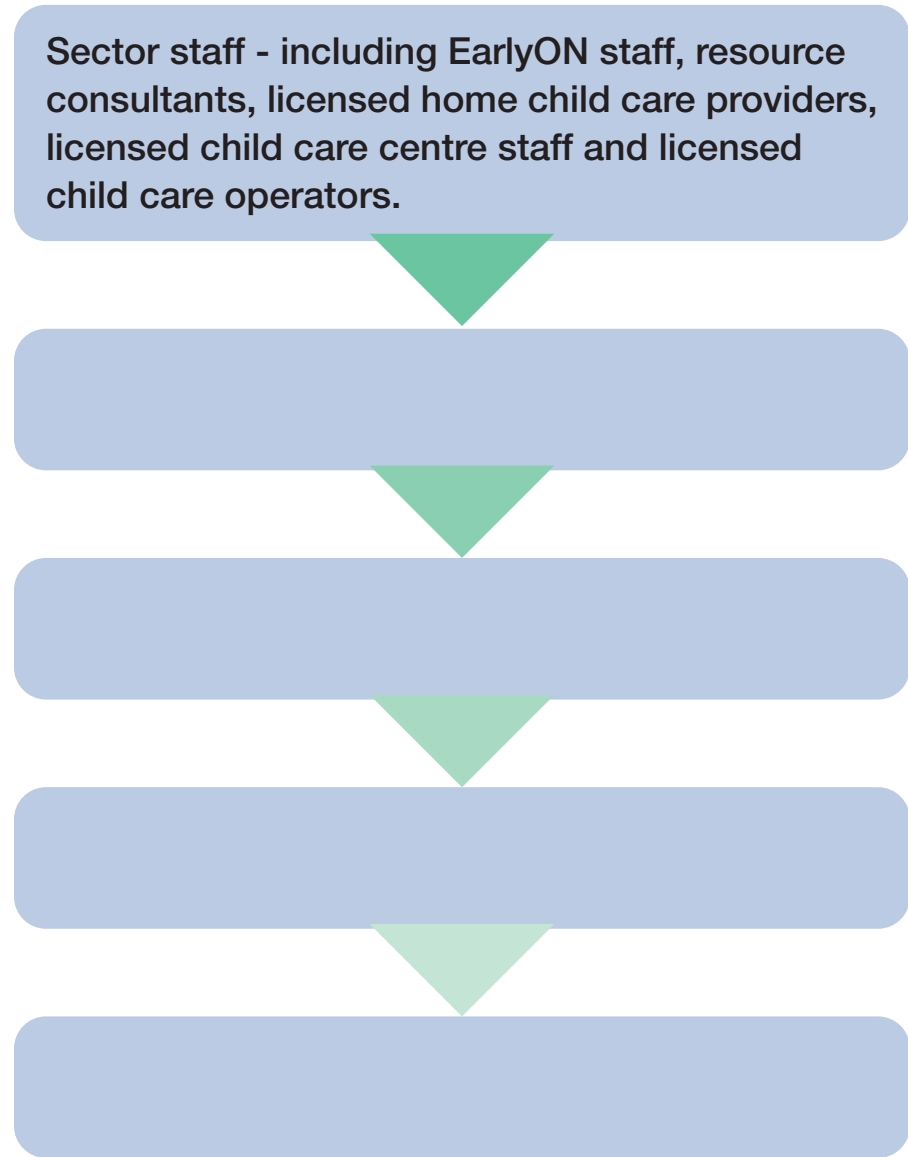 Sector staff - including EarlyON staff, resource
consultants, licensed home child care providers,
licensed child care centre staff and licensed
child care operators.